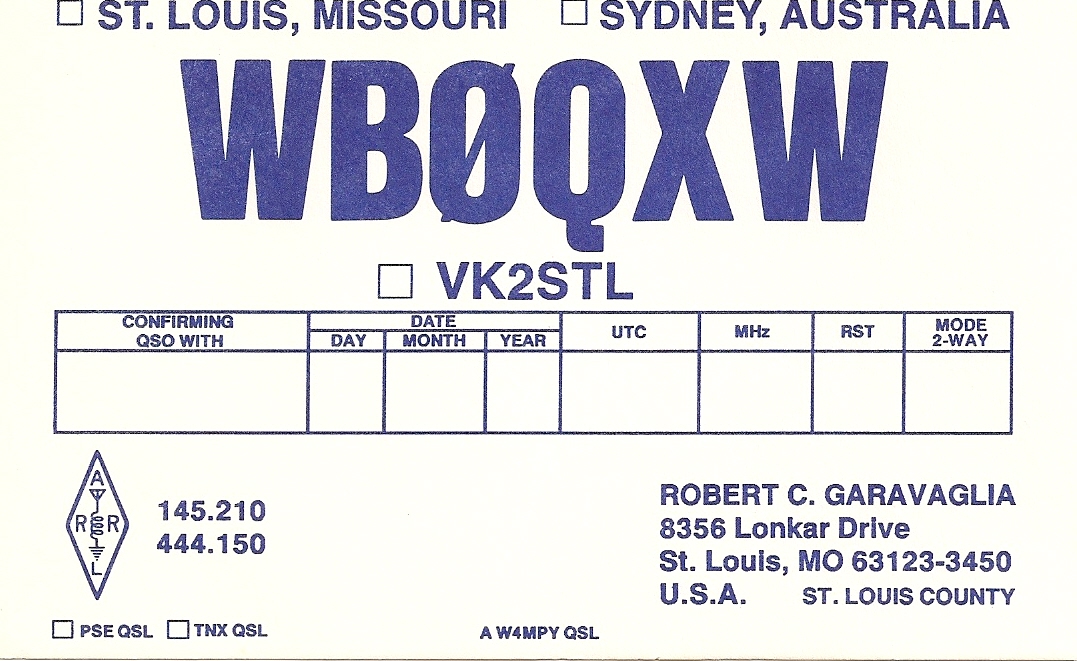 ☐ ST. LOUIS, MISSOURI ☐ SYDNEY, AUSTRALIA
WBØQXW
☐ VK2STL
CONFIRMING QSO WITH | DATE | UTC | MHz | RST | MODE 2-WAY
DAY | MONTH | YEAR
A
R R
L
145.210
444.150
ROBERT C. GARAVAGLIA
8356 Lonkar Drive
St. Louis, MO 63123-3450
U.S.A. ST. LOUIS COUNTY
☐ PSE QSL ☐ TNX QSL A W4MPY QSL